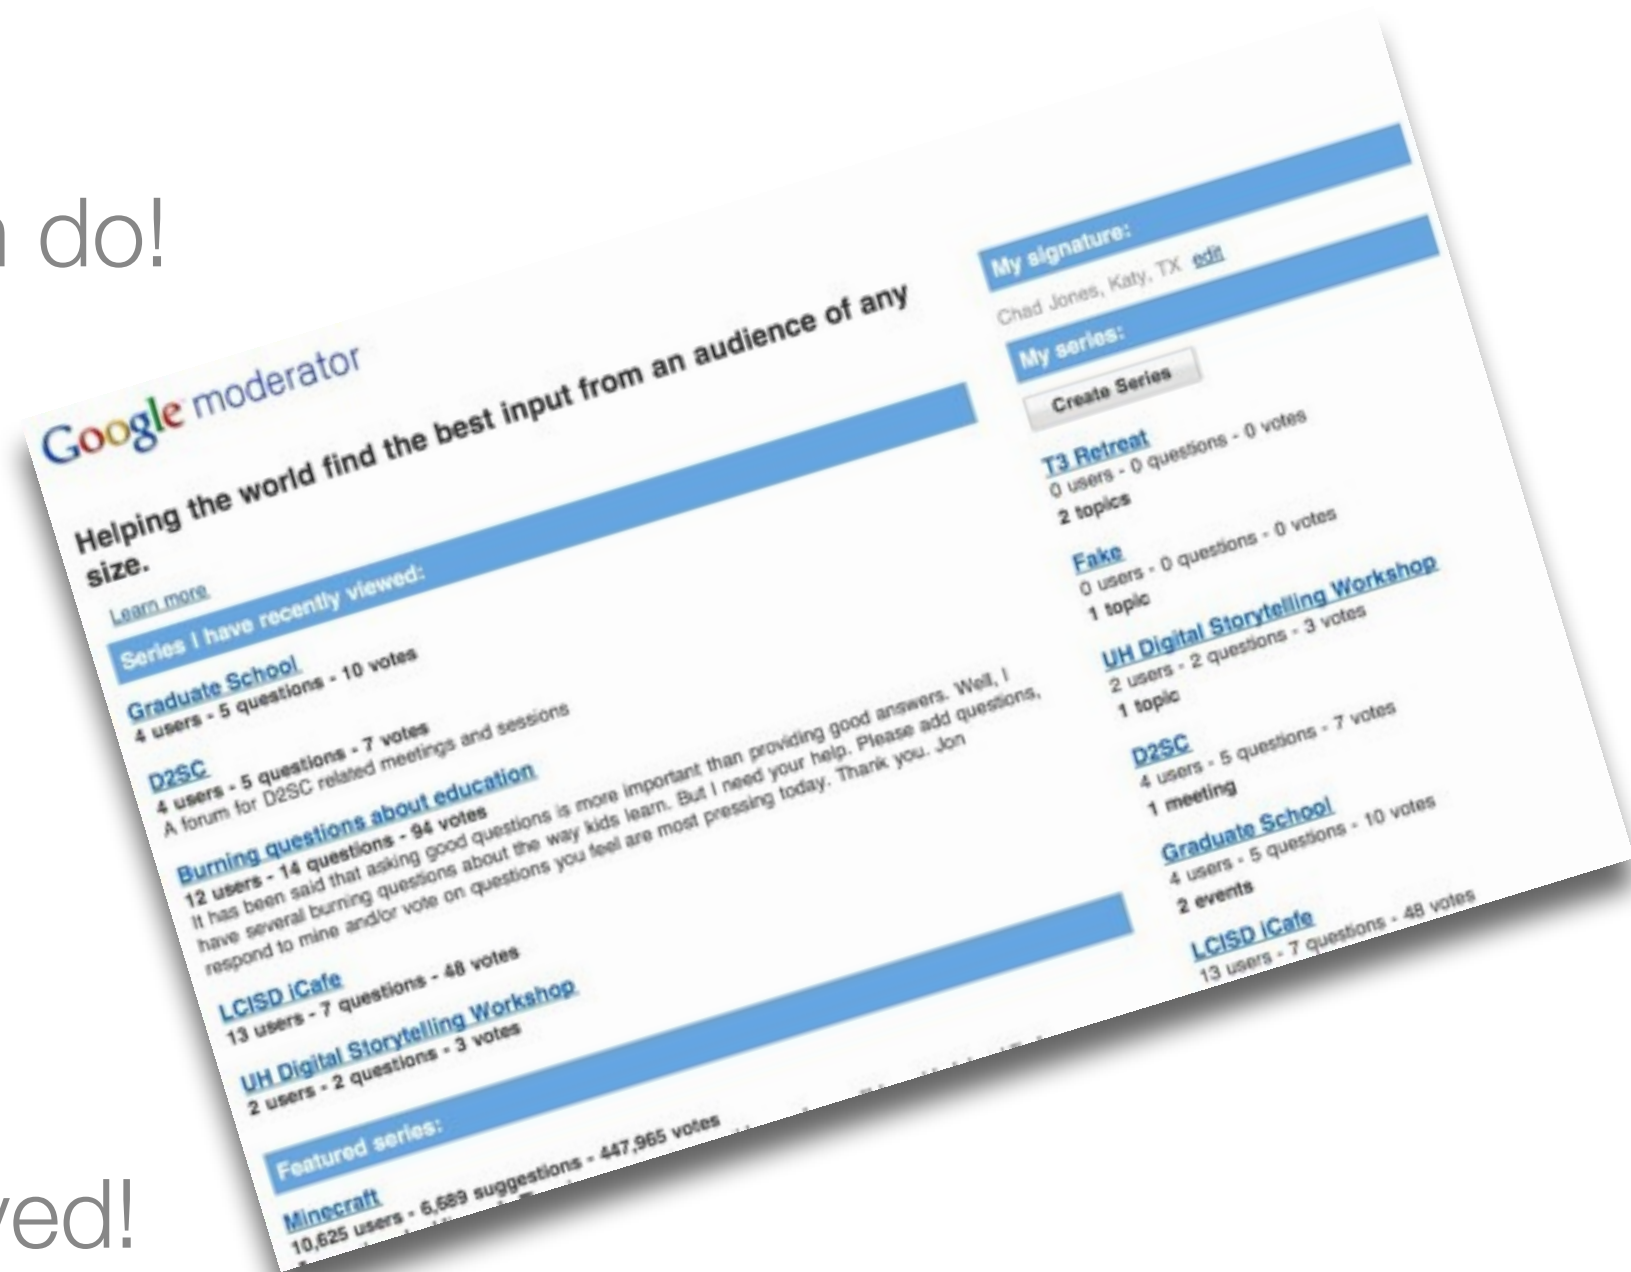 do!
Google moderator
Helping the world find the best input from an audience of any
size.
Learn more
Series I have recently viewed:
Graduate School
4 users - 5 questions - 10 votes
D2SC
4 users - 5 questions - 7 votes
A forum for D2SC related meetings and sessions
Burning questions about education
12 users - 14 questions - 94 votes
It has been said that asking good questions is more important than providing good answers. Well, I
have several burning questions about the way kids learn. But I need your help. Please add questions,
respond to mine and/or vote on questions you feel are most pressing today. Thank you. Jon
LCISD iCafe
13 users - 7 questions - 48 votes
UH Digital Storytelling Workshop
2 users - 2 questions - 3 votes
Featured series:
Minecraft
10,625 users - 6,689 suggestions - 447,965 votes
My signature:
Chad Jones, Katy, TX edit
My series:
Create Series
T3 Retreat
0 users - 0 questions - 0 votes
2 topics
Fake
0 users - 0 questions - 0 votes
1 topic
UH Digital Storytelling Workshop
2 users - 2 questions - 3 votes
1 topic
D2SC
4 users - 5 questions - 7 votes
1 meeting
Graduate School
4 users - 5 questions - 10 votes
2 events
LCISD iCafe
13 users - 7 questions - 48 votes